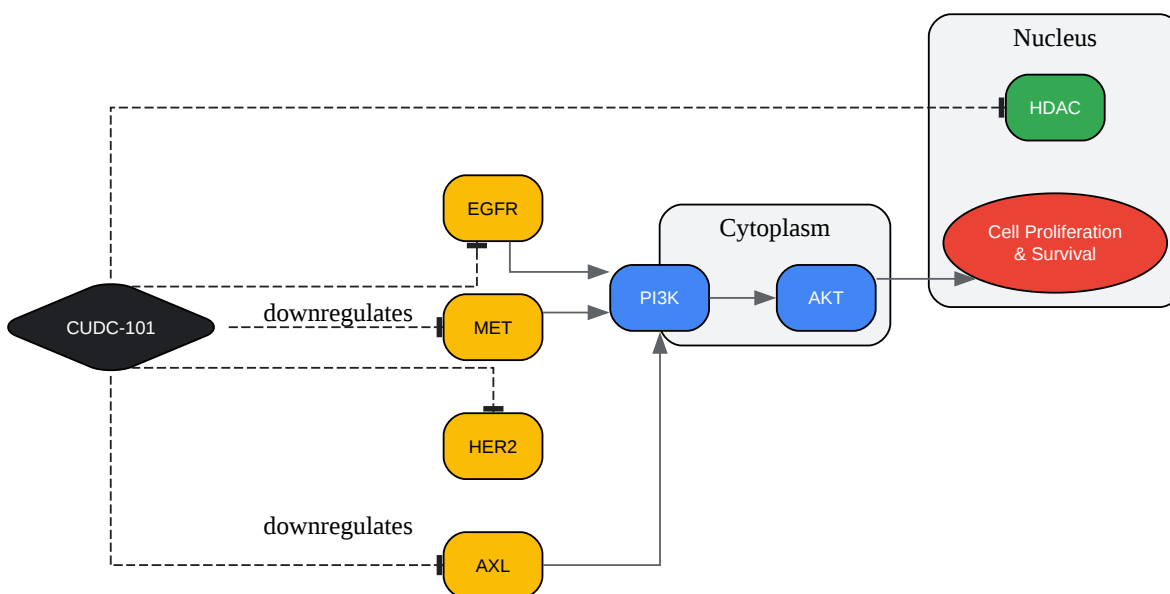 Nucleus
HDAC
EGFR
Cytoplasm
Cell Proliferation
& Survival
PI3K
AKT
downregulates
CUDC-101
MET
HER2
downregulates
AXL